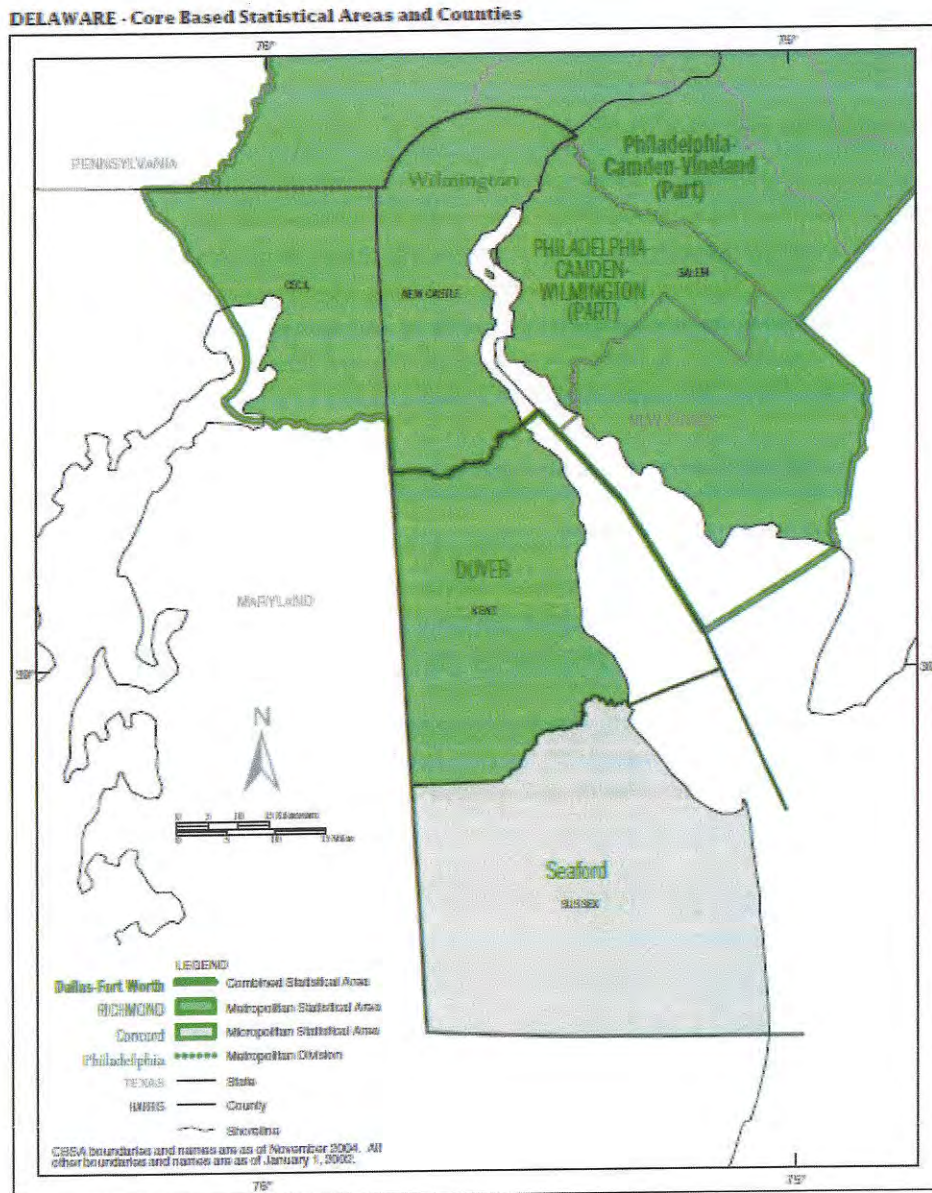 DELAWARE - Core Based Statistical Areas and Counties
76° 75°
PENNSYLVANIA
Wilmington
Philadelphia-
Camden-Vineland
(Part)
PHILADELPHIA
CAMDEN-
WILMINGTON
(PART)
SALEM
CECIL
NEW CASTLE
NEW JERSEY
DOVER
KENT
MARYLAND
39°
N
Seaford
SUSSEX
LEGEND
Dallas-Fort Worth Combined Statistical Area
RICHMOND Metropolitan Statistical Area
Concord Micropolitan Statistical Area
Philadelphia Metropolitan Division
TEXAS State
HARRIS County
Shoreline
CBSA boundaries and names are as of November 2004. All
other boundaries and names are as of January 1, 2002.
76° 75°